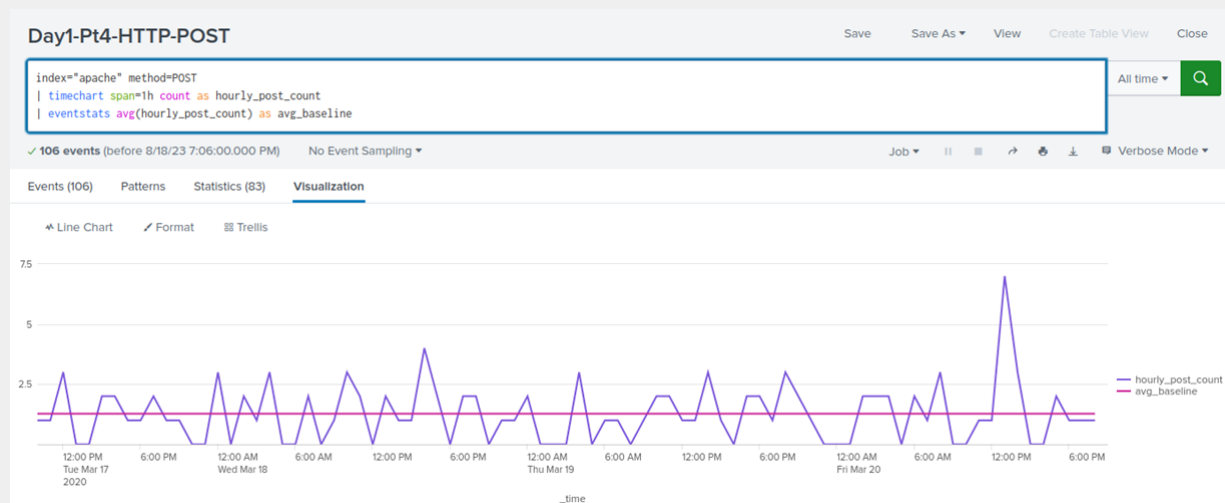 Day1-Pt4-HTTP-POST
Save Save As View Create Table View Close
index="apache" method=POST
| timechart span=1h count as hourly_post_count
| eventstats avg(hourly_post_count) as avg_baseline
All time
106 events (before 8/18/23 7:06:00.000 PM) No Event Sampling Job Verbose Mode
Events (106) Patterns Statistics (83) Visualization
Line Chart Format Trellis
7.5
5
2.5
hourly_post_count
avg_baseline
12:00 PM 6:00 PM 12:00 AM 6:00 AM 12:00 PM 6:00 PM 12:00 AM 6:00 AM 12:00 PM 6:00 PM 12:00 AM 6:00 AM 12:00 PM 6:00 PM
Tue Mar 17 Wed Mar 18 Thu Mar 19 Fri Mar 20
2020
_time